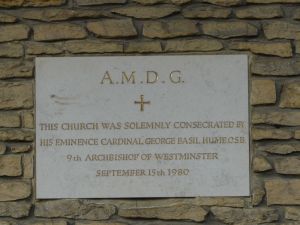 A.M.D.G.
THIS CHURCH WAS SOLEMNLY CONSECRATED BY
HIS EMINENCE CARDINAL GEORGE BASIL HUME O.S.B.
9TH ARCHBISHOP OF WESTMINSTER
SEPTEMBER 15TH 1980